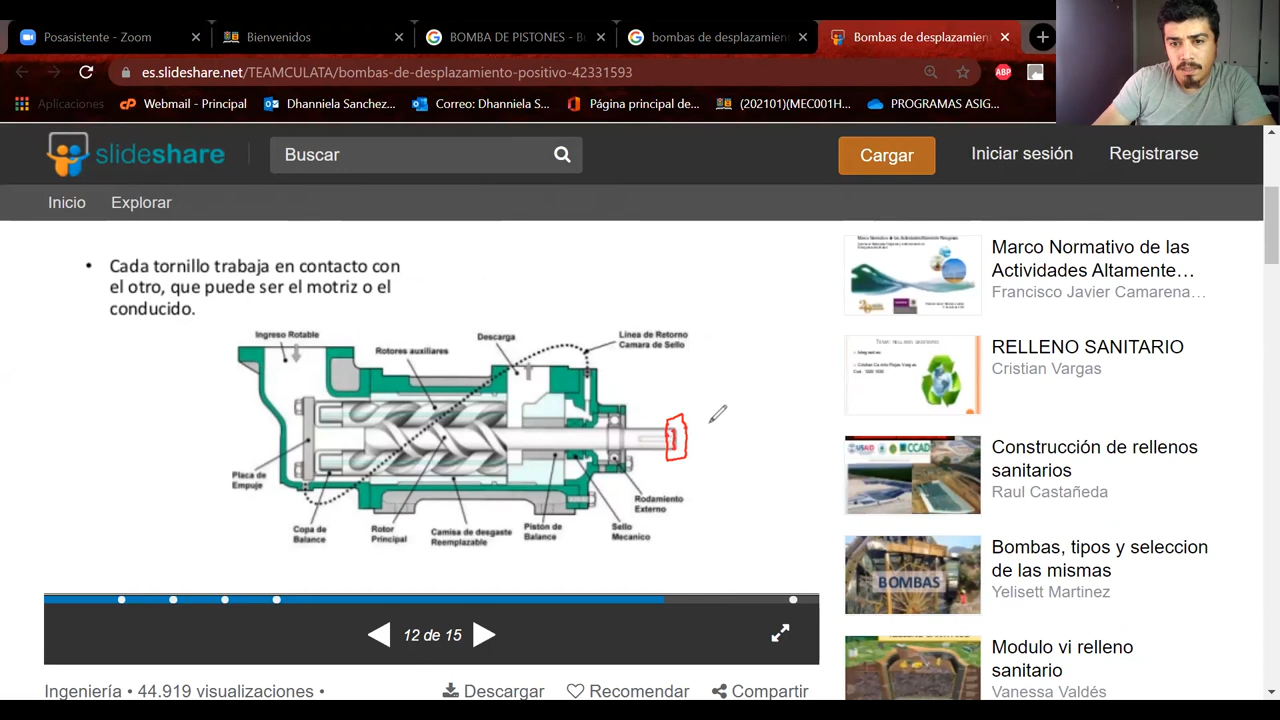 Posasistente - Zoom
Bienvenidos
BOMBA DE PISTONES - Bu
bombas de desplazamien
Bombas de desplazamien
es.slideshare.net/TEAMCULATA/bombas-de-desplazamiento-positivo-42331593
ABP
Aplicaciones
Webmail - Principal
Dhanniela Sanchez...
Correo: Dhanniela S...
Página principal de...
(202101)(MEC001H...
PROGRAMAS ASIG...
slideshare
Buscar
Cargar
Iniciar sesión
Registrarse
Inicio
Explorar
• Cada tornillo trabaja en contacto con
el otro, que puede ser el motriz o el
conducido.
Ingreso Rotable
Rotores auxiliares
Descarga
Linea de Retorno
Camara de Sello
Placa de
Empuje
Copa de
Balance
Rotor
Principal
Camisa de desgaste
Reemplazable
Pistón de
Balance
Sello
Mecanico
Rodamiento
Externo
12 de 15
Ingeniería • 44.919 visualizaciones •
Descargar
Recomendar
Compartir
Marco Normativo de las
Actividades Altamente…
Francisco Javier Camarena…
RELLENO SANITARIO
Cristian Vargas
Construcción de rellenos
sanitarios
Raul Castañeda
BOMBAS
Bombas, tipos y seleccion
de las mismas
Yelisett Martinez
Modulo vi relleno
sanitario
Vanessa Valdés